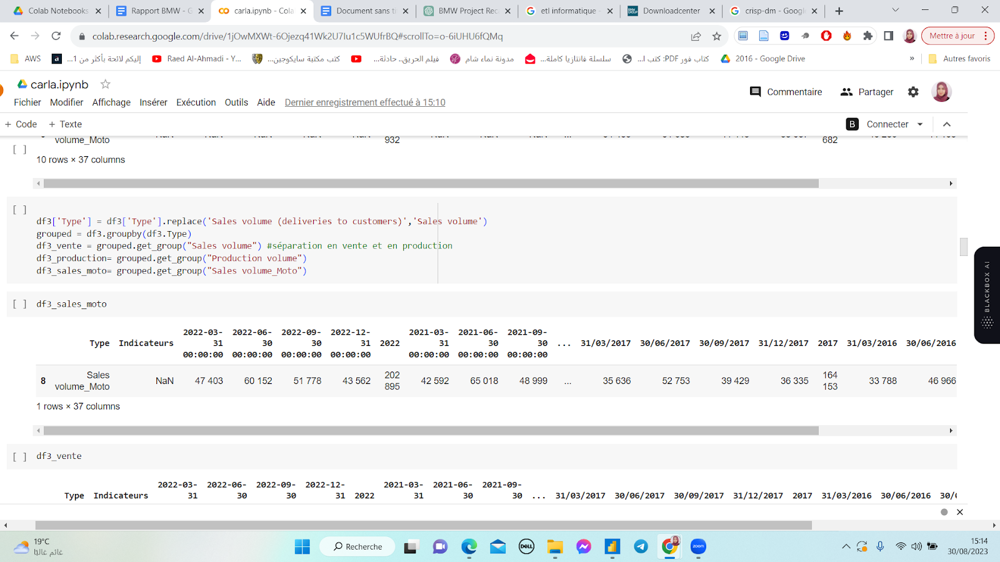 Colab Notebooks
Rapport BMW - G
carla.ipynb - Cola
Document sans ti
BMW Project Rec
etl informatique -
Downloadcenter
crisp-dm - Googl
colab.research.google.com/drive/1jOwMXWt-6Ojezq41Wk2U7Iu1c5WUfrBQ#scrollTo=o-6iUHU6fQMq
Mettre à jour
AWS
إليكم لائحة بأكثر من 1...
Raed Al-Ahmadi - Y...
كتب مكتبة سايكوجين...
فيلم الحريق.. حادثة...
مدونة نماء شام
سلسلة فانتازيا كاملة...
كتاب فور PDF: كتب ا...
2016 - Google Drive
»
Autres favoris
carla.ipynb
Commentaire
Partager
Fichier Modifier Affichage Insérer Exécution Outils Aide Dernier enregistrement effectué à 15:10
+ Code + Texte
B Connecter
volume_Moto 932 682
[ ]
10 rows × 37 columns
[ ]
df3['Type'] = df3['Type'].replace('Sales volume (deliveries to customers)','Sales volume')
grouped = df3.groupby(df3.Type)
df3_vente = grouped.get_group("Sales volume") #séparation en vente et en production
df3_production= grouped.get_group("Production volume")
df3_sales_moto= grouped.get_group("Sales volume_Moto")
[ ] df3_sales_moto
2022-03- 2022-06- 2022-09- 2022-12- 2021-03- 2021-06- 2021-09-
Type Indicateurs 31 30 30 31 2022 31 30 30 ... 31/03/2017 30/06/2017 30/09/2017 31/12/2017 2017 31/03/2016 30/06/2016
00:00:00 00:00:00 00:00:00 00:00:00 00:00:00 00:00:00 00:00:00
Sales 202 164
8 NaN 47 403 60 152 51 778 43 562 42 592 65 018 48 999 ... 35 636 52 753 39 429 36 335 33 788 46 966
volume_Moto 895 153
1 rows × 37 columns
[ ] df3_vente
2022-03- 2022-06- 2022-09- 2022-12- 2021-03- 2021-06- 2021-09-
Type Indicateurs 31 30 30 31 2022 31 30 30 ... 31/03/2017 30/06/2017 30/09/2017 31/12/2017 2017 31/03/2016 30/06/2016 30/0
BLACKBOX AI
19°C
غائم غالبًا
Recherche
DELL
zoom
15:14
30/08/2023